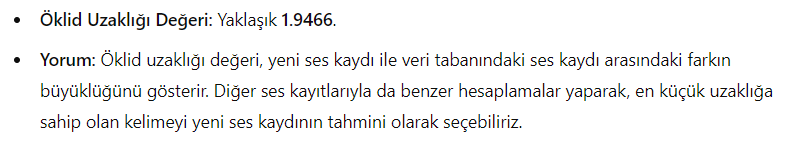 • Öklid Uzaklığı Değeri: Yaklaşık 1.9466.
• Yorum: Öklid uzaklığı değeri, yeni ses kaydı ile veri tabanındaki ses kaydı arasındaki farkın
büyüklüğünü gösterir. Diğer ses kayıtlarıyla da benzer hesaplamalar yaparak, en küçük uzaklığa
sahip olan kelimeyi yeni ses kaydının tahmini olarak seçebiliriz.